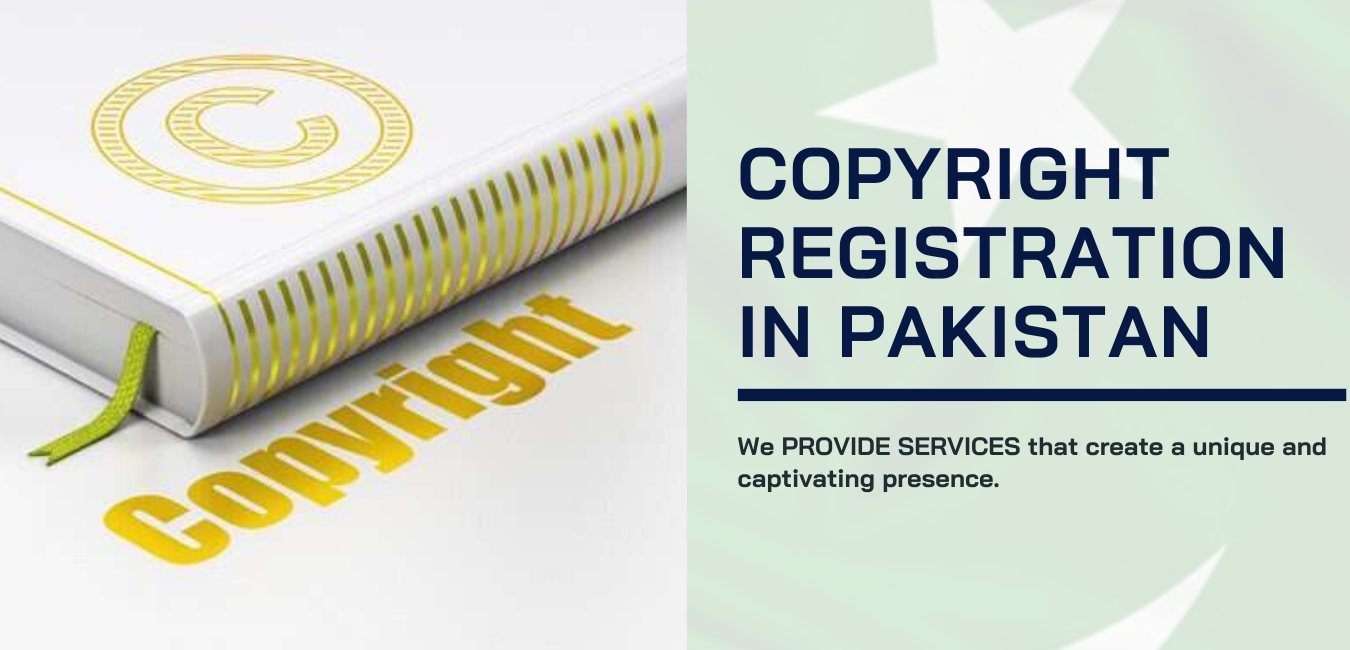 ©
Copyright
COPYRIGHT
REGISTRATION
IN PAKISTAN
We PROVIDE SERVICES that create a unique and
captivating presence.